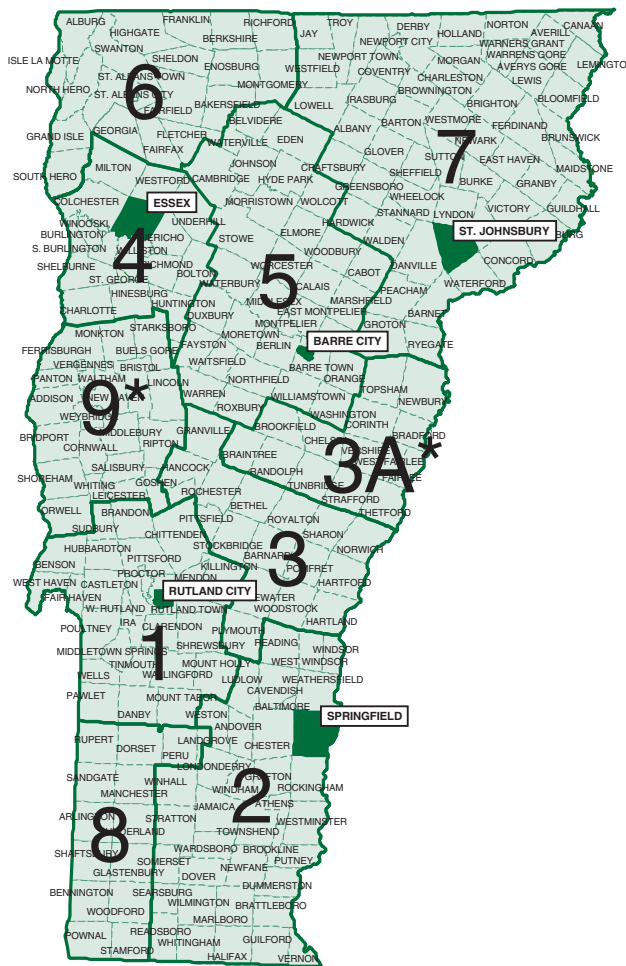 ALBURG
FRANKLIN
RICHFORD
TROY
DERBY
NORTON
CANAAN
HIGHGATE
BERKSHIRE
JAY
NEWPORT CITY
HOLLAND
AVERILL
WARNERS GRANT
SWANTON
WARRENS GORE
ISLE LA MOTTE
SHELDON
ENOSBURG
WESTFIELD
NEWPORT TOWN
MORGAN
AVERYS GORE
LEMINGTO
ST. ALBANS TOWN
COVENTRY
CHARLESTON
LEWIS
6
NORTH HERO
ST. ALBANS CITY
MONTGOMERY
IRASBURG
BROWNINGTON
BLOOMFIELD
FAIRFIELD
BAKERSFIELD
LOWELL
BRIGHTON
GEORGIA
BELVIDERE
ALBANY
BARTON
WESTMORE
FERDINAND
GRAND ISLE
FLETCHER
WATERVILLE
EDEN
NEWARK
BRUNSWICK
7
FAIRFAX
GLOVER
SUTTON
EAST HAVEN
MILTON
JOHNSON
CRAFTSBURY
SHEFFIELD
MAIDSTONE
SOUTH HERO
WESTFORD
CAMBRIDGE
HYDE PARK
GREENSBORO
BURKE
GRANBY
COLCHESTER
ESSEX
MORRISTOWN
WOLCOTT
WHEELOCK
VICTORY
GUILDHALL
WINOOSKI
UNDERHILL
HARDWICK
STANNARD
LYNDON
BURLINGTON
JERICHO
STOWE
ELMORE
ST. JOHNSBURY
S. BURLINGTON
WILLISTON
WOODBURY
WALDEN
4
SHELBURNE
RICHMOND
WORCESTER
CABOT
DANVILLE
CONCORD
ST. GEORGE
BOLTON
WATERBURY
5
CALAIS
PEACHAM
WATERFORD
HINESBURG
HUNTINGTON
MIDDLESEX
MARSHFIELD
CHARLOTTE
DUXBURY
EAST MONTPELIER
BARNET
STARKSBORO
MONTPELIER
GROTON
MONKTON
MORETOWN
BARRE CITY
FERRISBURGH
BUELS GORE
FAYSTON
BERLIN
RYEGATE
VERGENNES
BRISTOL
WAITSFIELD
BARRE TOWN
PANTON
WALTHAM
LINCOLN
NORTHFIELD
ORANGE
TOPSHAM
9*
ADDISON
NEW HAVEN
WARREN
WILLIAMSTOWN
NEWBURY
WEYBRIDGE
ROXBURY
WASHINGTON
BRIDPORT
MIDDLEBURY
GRANVILLE
BROOKFIELD
CORINTH
RIPTON
CHELSEA
BRADFORD
CORNWALL
BRAINTREE
VERSHIRE
3A*
SALISBURY
HANCOCK
RANDOLPH
WEST FAIRLEE
SHOREHAM
WHITING
GOSHEN
TUNBRIDGE
FAIRLEE
LEICESTER
ROCHESTER
STRAFFORD
ORWELL
BRANDON
BETHEL
THETFORD
SUDBURY
PITTSFIELD
ROYALTON
CHITTENDEN
SHARON
HUBBARDTON
STOCKBRIDGE
NORWICH
3
BENSON
PITTSFORD
BARNARD
KILLINGTON
POMFRET
PROCTOR
MENDON
WEST HAVEN
CASTLETON
RUTLAND CITY
HARTFORD
FAIR HAVEN
EWATER
W. RUTLAND
RUTLAND TOWN
WOODSTOCK
IRA
HARTLAND
POULTNEY
CLARENDON
PLYMOUTH
1
SHREWSBURY
READING
WINDSOR
MIDDLETOWN SPRINGS
TINMOUTH
MOUNT HOLLY
WEST WINDSOR
WELLS
WALLINGFORD
LUDLOW
WEATHERSFIELD
PAWLET
MOUNT TABOR
CAVENDISH
BALTIMORE
DANBY
WESTON
SPRINGFIELD
ANDOVER
RUPERT
LANDGROVE
CHESTER
DORSET
PERU
LONDONDERRY
SANDGATE
WINHALL
GRAFTON
MANCHESTER
WINDHAM
ROCKINGHAM
2
JAMAICA
ATHENS
ARLINGTON
STRATTON
WESTMINSTER
8
SUNDERLAND
TOWNSHEND
SHAFTSBURY
WARDSBORO
BROOKLINE
SOMERSET
NEWFANE
PUTNEY
GLASTENBURY
DOVER
BENNINGTON
SEARSBURG
DUMMERSTON
WOODFORD
WILMINGTON
BRATTLEBORO
MARLBORO
POWNAL
READSBORO
WHITINGHAM
GUILFORD
STAMFORD
HALIFAX
VERNON